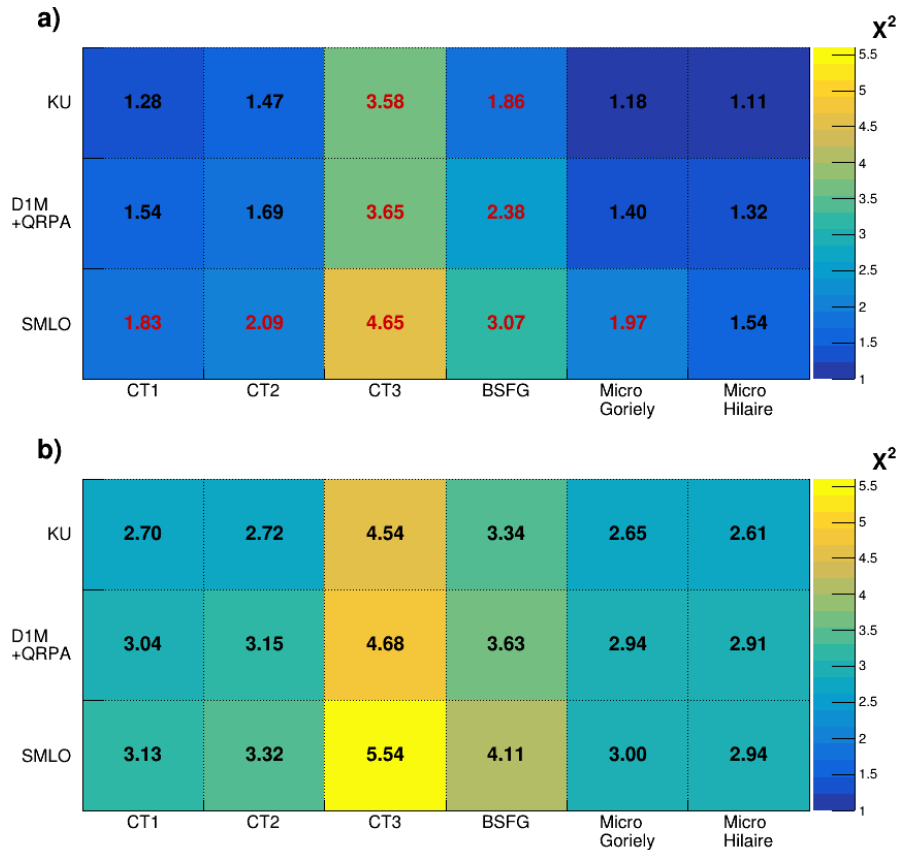 a)
X²
KU 1.28 1.47 3.58 1.86 1.18 1.11
D1M
+QRPA 1.54 1.69 3.65 2.38 1.40 1.32
SMLO 1.83 2.09 4.65 3.07 1.97 1.54
CT1 CT2 CT3 BSFG Micro Goriely Micro Hilaire
5.5
5
4.5
4
3.5
3
2.5
2
1.5
1
b)
X²
KU 2.70 2.72 4.54 3.34 2.65 2.61
D1M
+QRPA 3.04 3.15 4.68 3.63 2.94 2.91
SMLO 3.13 3.32 5.54 4.11 3.00 2.94
CT1 CT2 CT3 BSFG Micro Goriely Micro Hilaire
5.5
5
4.5
4
3.5
3
2.5
2
1.5
1